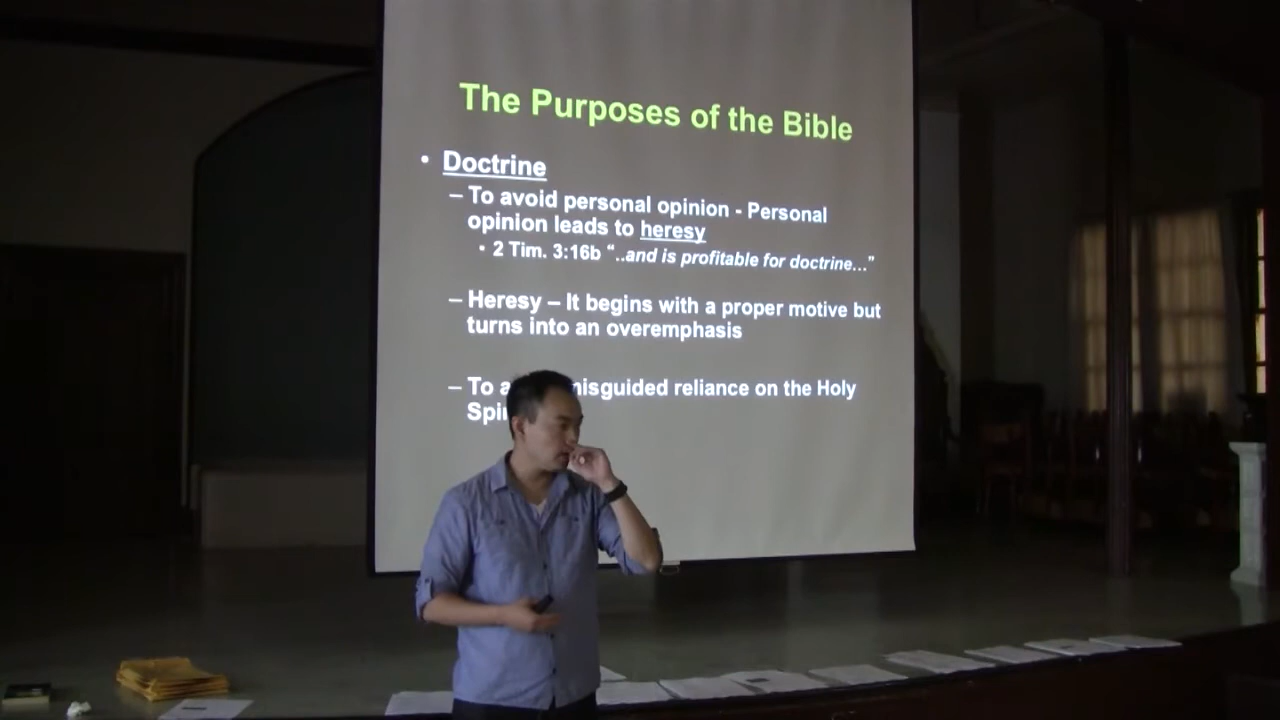 The Purposes of the Bible
• Doctrine
– To avoid personal opinion - Personal
opinion leads to heresy
• 2 Tim. 3:16b “..and is profitable for doctrine…”
– Heresy – It begins with a proper motive but
turns into an overemphasis
– To misguided reliance on the Holy